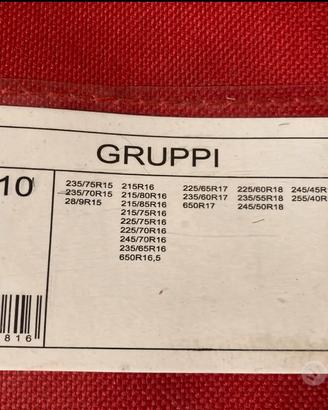 GRUPPI
10
235/75R15 215R16 225/65R17 225/60R18 245/45R
235/70R15 215/80R16 235/60R17 235/55R18 255/40R
28/9R15 215/85R16 650R17 245/50R18
215/75R16
225/75R16
225/70R16
245/70R16
235/65R16
650R16,5
816